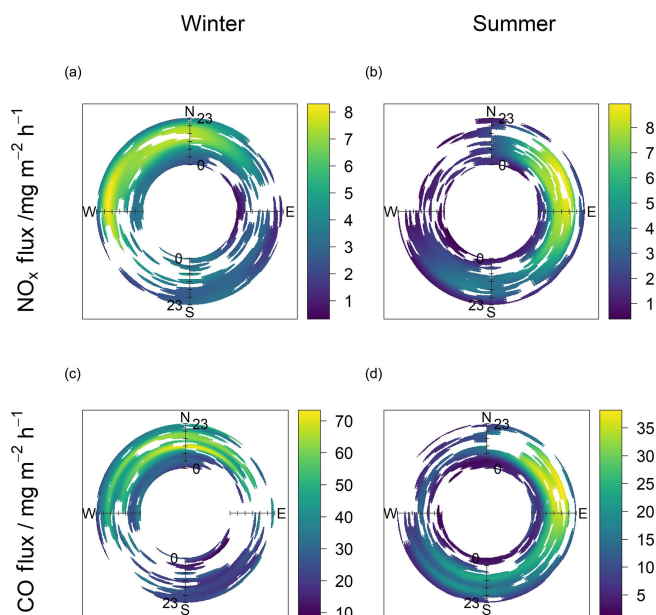 Winter
Summer
(a)
(b)
NOx flux /mg m−2 h−1
N
23
0
W
E
0
23
S
8
7
6
5
4
3
2
1
N
23
0
W
E
0
23
S
8
7
6
5
4
3
2
1
(c)
(d)
CO flux / mg m−2 h−1
N
23
0
W
E
0
23
S
70
60
50
40
30
20
10
N
23
0
W
E
0
23
S
35
30
25
20
15
10
5